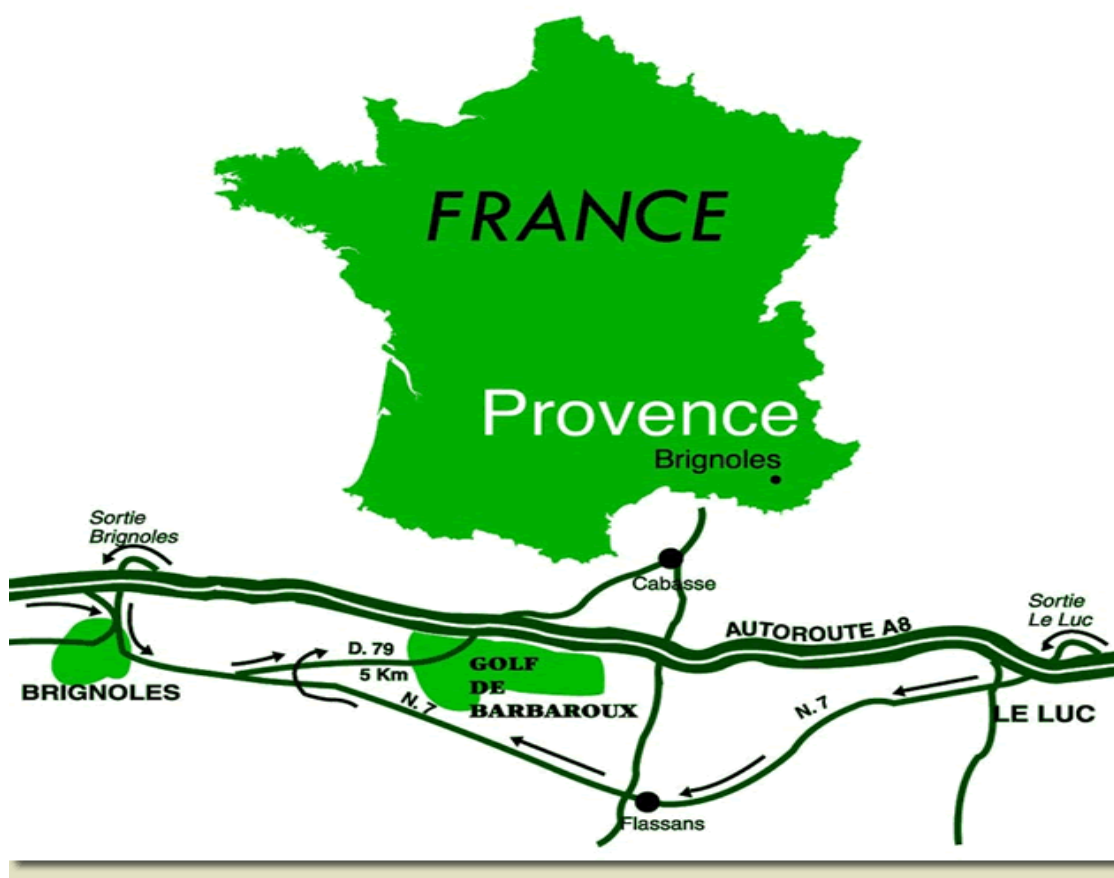 FRANCE
Provence
Brignoles
Sortie
Brignoles
Cabasse
Sortie
Le Luc
AUTOROUTE A8
D. 79
5 Km
GOLF
DE
BARBAROUX
BRIGNOLES
N. 7
N. 7
LE LUC
Flassans